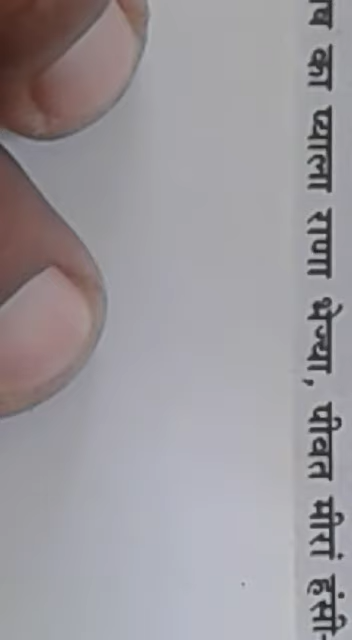 का प्याला राणा भेज्या, पीवत मीरां हंसी